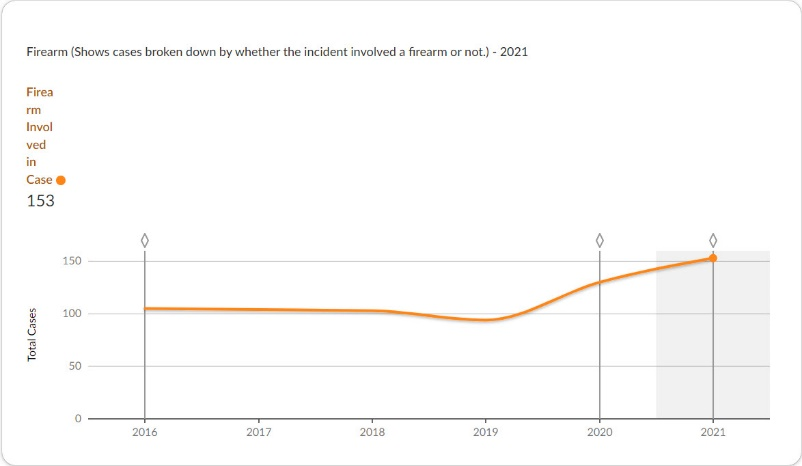 Firearm (Shows cases broken down by whether the incident involved a firearm or not.) - 2021
Firea
rm
Invol
ved
in
Case
153
150
100
50
0
Total Cases
2016 2017 2018 2019 2020 2021